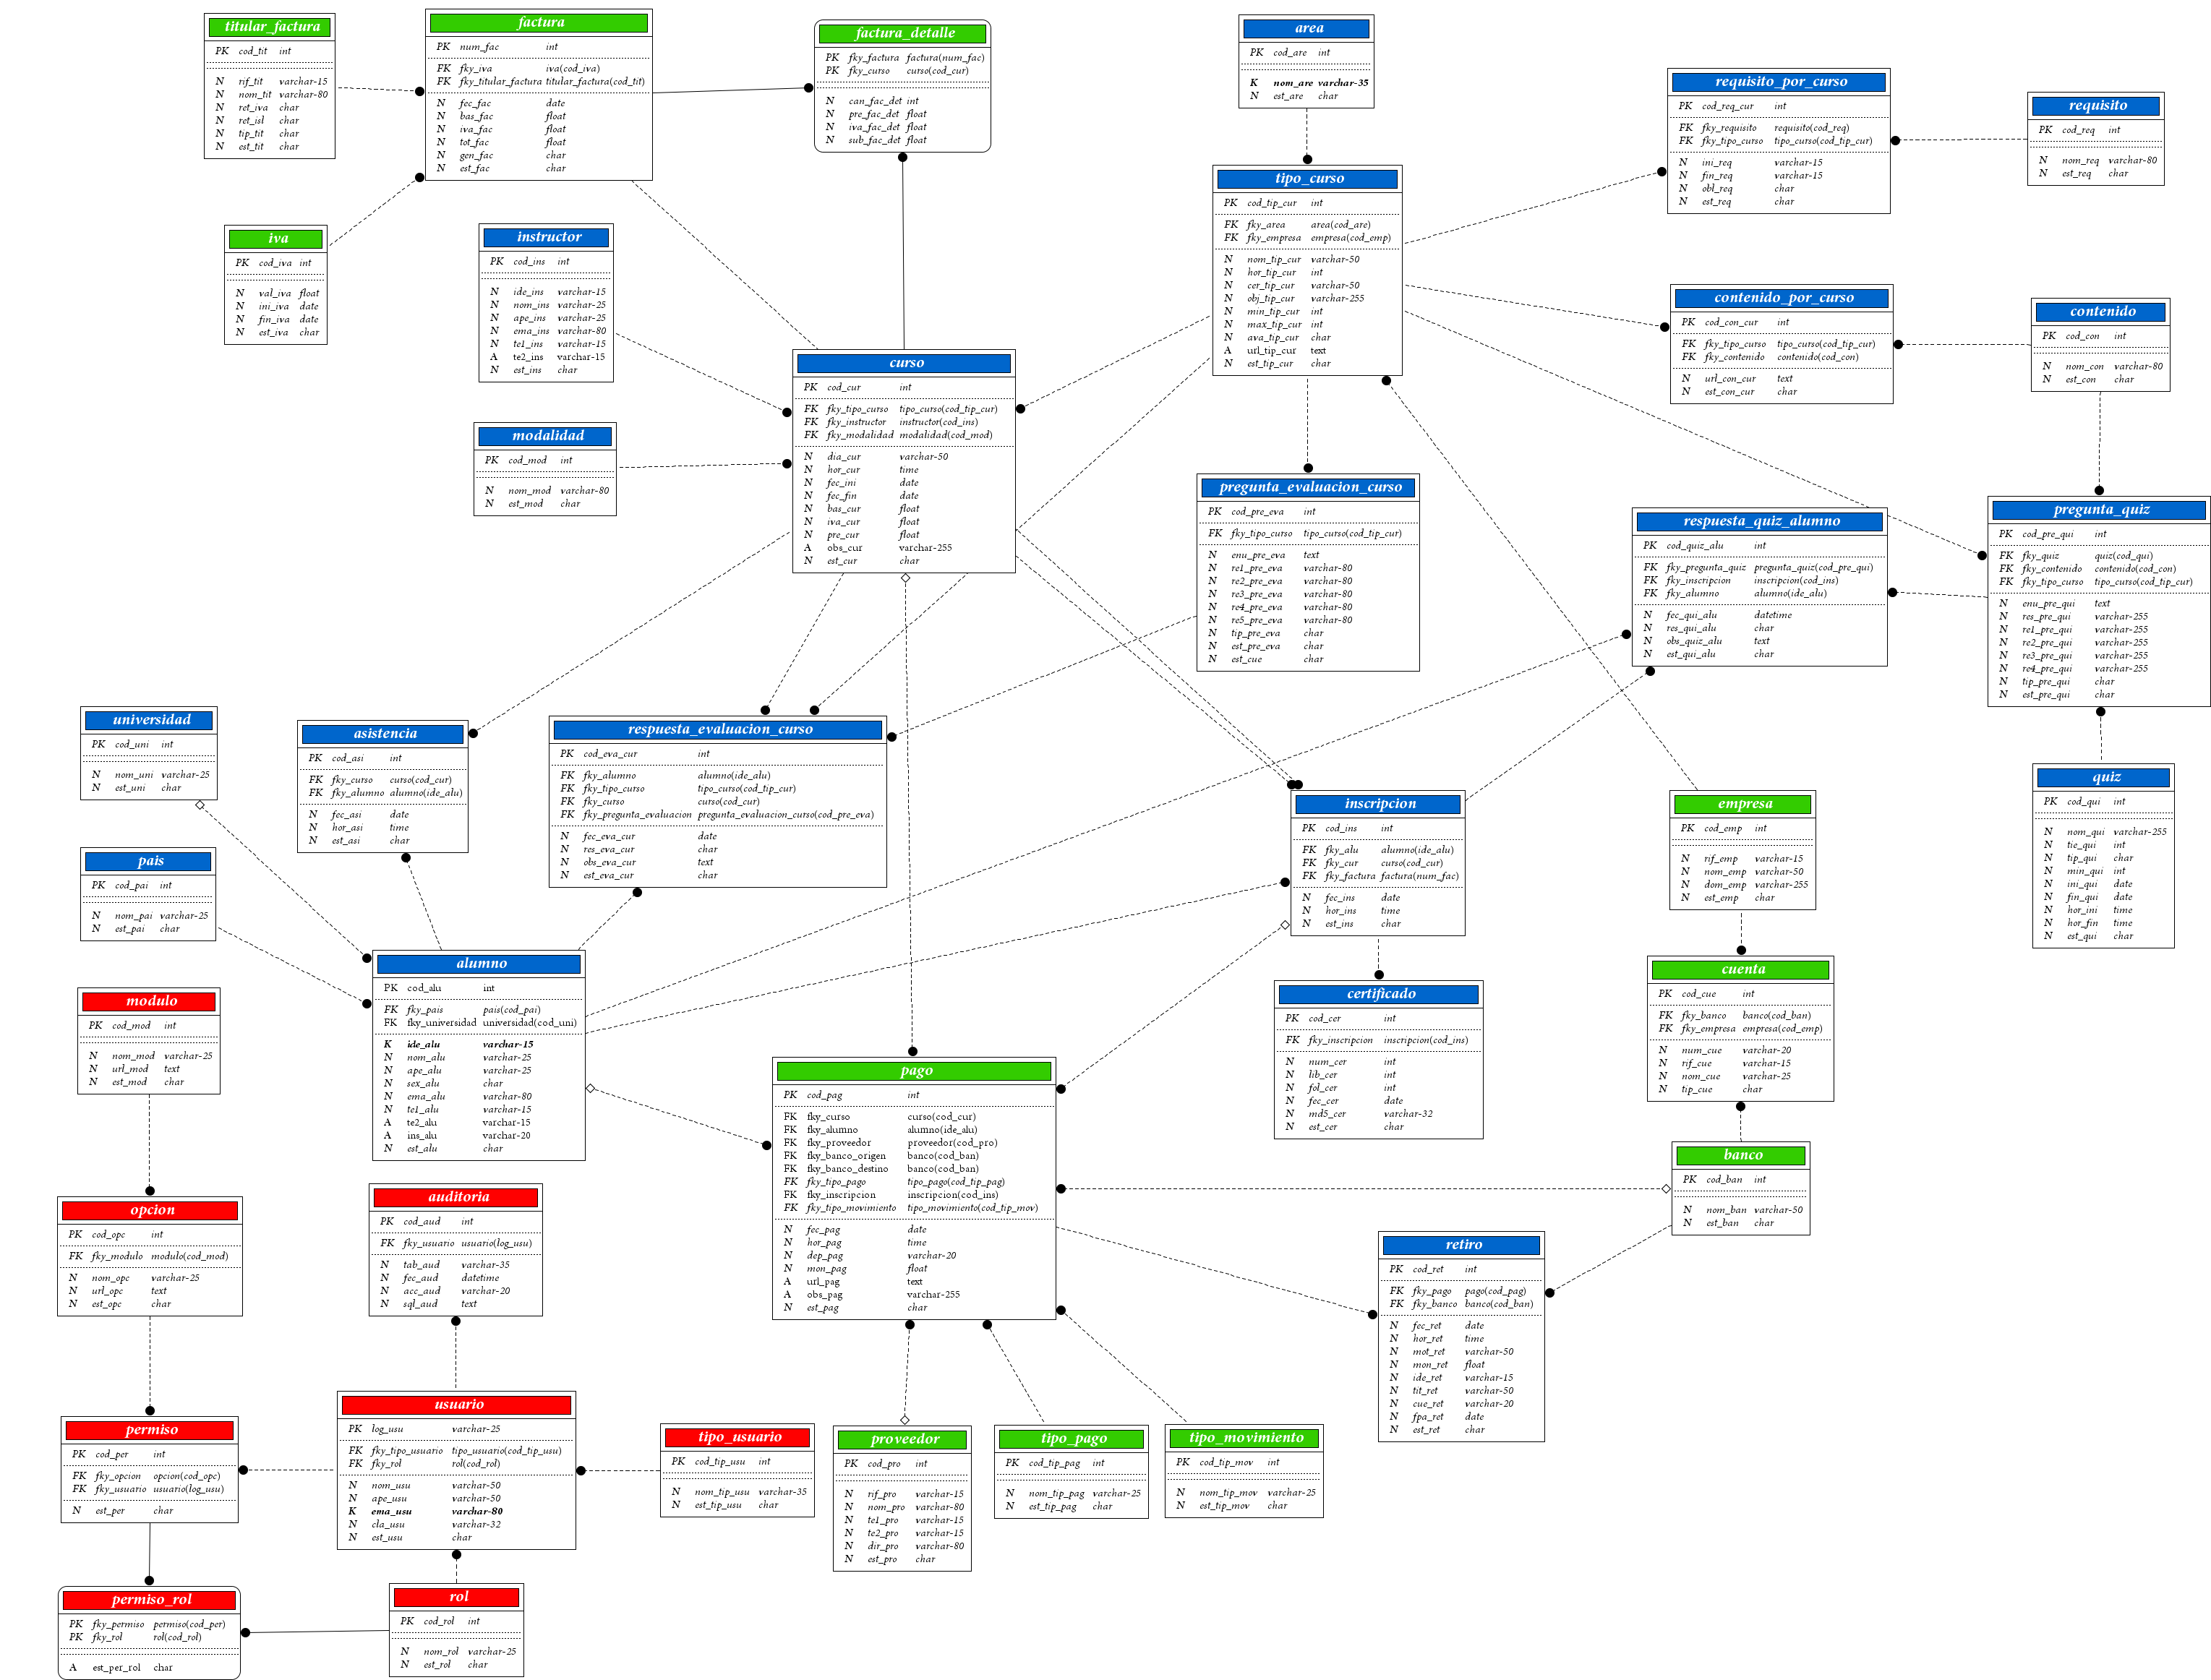 titular_factura
PK cod_tit int
N rif_tit varchar-15
N nom_tit varchar-80
N ret_iva char
N ret_isl char
N tip_tit char
N est_tit char
factura
PK num_fac int
FK fky_iva iva(cod_iva)
FK fky_titular_factura titular_factura(cod_tit)
N fec_fac date
N bas_fac float
N iva_fac float
N tot_fac float
N gen_fac char
N est_fac char
factura_detalle
PK fky_factura factura(num_fac)
PK fky_curso curso(cod_cur)
N can_fac_det int
N pre_fac_det float
N iva_fac_det float
N sub_fac_det float
area
PK cod_are int
K nom_are varchar-35
N est_are char
requisito_por_curso
PK cod_req_cur int
FK fky_requisito requisito(cod_req)
FK fky_tipo_curso tipo_curso(cod_tip_cur)
N ini_req varchar-15
N fin_req varchar-15
N obl_req char
N est_req char
requisito
PK cod_req int
N nom_req varchar-80
N est_req char
iva
PK cod_iva int
N val_iva float
N ini_iva date
N fin_iva date
N est_iva char
instructor
PK cod_ins int
N ide_ins varchar-15
N nom_ins varchar-25
N ape_ins varchar-25
N ema_ins varchar-80
N te1_ins varchar-15
A te2_ins varchar-15
N est_ins char
tipo_curso
PK cod_tip_cur int
FK fky_area area(cod_are)
FK fky_empresa empresa(cod_emp)
N nom_tip_cur varchar-50
N hor_tip_cur int
N cer_tip_cur varchar-50
N obj_tip_cur varchar-255
N min_tip_cur int
N max_tip_cur int
N ava_tip_cur char
A url_tip_cur text
N est_tip_cur char
contenido_por_curso
PK cod_con_cur int
FK fky_tipo_curso tipo_curso(cod_tip_cur)
FK fky_contenido contenido(cod_con)
N url_con_cur text
N est_con_cur char
contenido
PK cod_con int
N nom_con varchar-80
N est_con char
curso
PK cod_cur int
FK fky_tipo_curso tipo_curso(cod_tip_cur)
FK fky_instructor instructor(cod_ins)
FK fky_modalidad modalidad(cod_mod)
N dia_cur varchar-50
N hor_cur time
N fec_ini date
N fec_fin date
N bas_cur float
N iva_cur float
N pre_cur float
A obs_cur varchar-255
N est_cur char
modalidad
PK cod_mod int
N nom_mod varchar-80
N est_mod char
pregunta_evaluacion_curso
PK cod_pre_eva int
FK fky_tipo_curso tipo_curso(cod_tip_cur)
N enu_pre_eva text
N re1_pre_eva varchar-80
N re2_pre_eva varchar-80
N re3_pre_eva varchar-80
N re4_pre_eva varchar-80
N re5_pre_eva varchar-80
N tip_pre_eva char
N est_pre_eva char
N est_cue char
respuesta_quiz_alumno
PK cod_quiz_alu int
FK fky_pregunta_quiz pregunta_quiz(cod_pre_qui)
FK fky_inscripcion inscripcion(cod_ins)
FK fky_alumno alumno(ide_alu)
N fec_qui_alu datetime
N res_qui_alu char
N obs_quiz_alu text
N est_qui_alu char
pregunta_quiz
PK cod_pre_qui int
FK fky_quiz quiz(cod_qui)
FK fky_contenido contenido(cod_con)
FK fky_tipo_curso tipo_curso(cod_tip_cur)
N enu_pre_qui text
N res_pre_qui varchar-255
N re1_pre_qui varchar-255
N re2_pre_qui varchar-255
N re3_pre_qui varchar-255
N re4_pre_qui varchar-255
N tip_pre_qui char
N est_pre_qui char
universidad
PK cod_uni int
N nom_uni varchar-25
N est_uni char
asistencia
PK cod_asi int
FK fky_curso curso(cod_cur)
FK fky_alumno alumno(ide_alu)
N fec_asi date
N hor_asi time
N est_asi char
respuesta_evaluacion_curso
PK cod_eva_cur int
FK fky_alumno alumno(ide_alu)
FK fky_tipo_curso tipo_curso(cod_tip_cur)
FK fky_curso curso(cod_cur)
FK fky_pregunta_evaluacion pregunta_evaluacion_curso(cod_pre_eva)
N fec_eva_cur date
N res_eva_cur char
N obs_eva_cur text
N est_eva_cur char
inscripcion
PK cod_ins int
FK fky_alu alumno(ide_alu)
FK fky_cur curso(cod_cur)
FK fky_factura factura(num_fac)
N fec_ins date
N hor_ins time
N est_ins char
empresa
PK cod_emp int
N rif_emp varchar-15
N nom_emp varchar-50
N dom_emp varchar-255
N est_emp char
quiz
PK cod_qui int
N nom_qui varchar-255
N tie_qui int
N tip_qui char
N min_qui int
N ini_qui date
N fin_qui date
N hor_ini time
N hor_fin time
N est_qui char
pais
PK cod_pai int
N nom_pai varchar-25
N est_pai char
alumno
PK cod_alu int
FK fky_pais pais(cod_pai)
FK fky_universidad universidad(cod_uni)
K ide_alu varchar-15
N nom_alu varchar-25
N ape_alu varchar-25
N sex_alu char
N ema_alu varchar-80
N te1_alu varchar-15
A te2_alu varchar-15
A ins_alu varchar-20
N est_alu char
certificado
PK cod_cer int
FK fky_inscripcion inscripcion(cod_ins)
N num_cer int
N lib_cer int
N fol_cer int
N fec_cer date
N md5_cer varchar-32
N est_cer char
cuenta
PK cod_cue int
FK fky_banco banco(cod_ban)
FK fky_empresa empresa(cod_emp)
N num_cue varchar-20
N rif_cue varchar-15
N nom_cue varchar-25
N tip_cue char
modulo
PK cod_mod int
N nom_mod varchar-25
N url_mod text
N est_mod char
pago
PK cod_pag int
FK fky_curso curso(cod_cur)
FK fky_alumno alumno(ide_alu)
FK fky_proveedor proveedor(cod_pro)
FK fky_banco_origen banco(cod_ban)
FK fky_banco_destino banco(cod_ban)
FK fky_tipo_pago tipo_pago(cod_tip_pag)
FK fky_inscripcion inscripcion(cod_ins)
FK fky_tipo_movimiento tipo_movimiento(cod_tip_mov)
N fec_pag date
N hor_pag time
N dep_pag varchar-20
N mon_pag float
A url_pag text
A obs_pag varchar-255
N est_pag char
banco
PK cod_ban int
N nom_ban varchar-50
N est_ban char
opcion
PK cod_opc int
FK fky_modulo modulo(cod_mod)
N nom_opc varchar-25
N url_opc text
N est_opc char
auditoria
PK cod_aud int
FK fky_usuario usuario(log_usu)
N tab_aud varchar-35
N fec_aud datetime
N acc_aud varchar-20
N sql_aud text
retiro
PK cod_ret int
FK fky_pago pago(cod_pag)
FK fky_banco banco(cod_ban)
N fec_ret date
N hor_ret time
N mot_ret varchar-50
N mon_ret float
N ide_ret varchar-15
N tit_ret varchar-50
N cue_ret varchar-20
N fpa_ret date
N est_ret char
permiso
PK cod_per int
FK fky_opcion opcion(cod_opc)
FK fky_usuario usuario(log_usu)
N est_per char
usuario
PK log_usu varchar-25
FK fky_tipo_usuario tipo_usuario(cod_tip_usu)
FK fky_rol rol(cod_rol)
N nom_usu varchar-50
N ape_usu varchar-50
K ema_usu varchar-80
N cla_usu varchar-32
N est_usu char
tipo_usuario
PK cod_tip_usu int
N nom_tip_usu varchar-35
N est_tip_usu char
proveedor
PK cod_pro int
N rif_pro varchar-15
N nom_pro varchar-80
N te1_pro varchar-15
N te2_pro varchar-15
N dir_pro varchar-80
N est_pro char
tipo_pago
PK cod_tip_pag int
N nom_tip_pag varchar-25
N est_tip_pag char
tipo_movimiento
PK cod_tip_mov int
N nom_tip_mov varchar-25
N est_tip_mov char
permiso_rol
PK fky_permiso permiso(cod_per)
PK fky_rol rol(cod_rol)
A est_per_rol char
rol
PK cod_rol int
N nom_rol varchar-25
N est_rol char